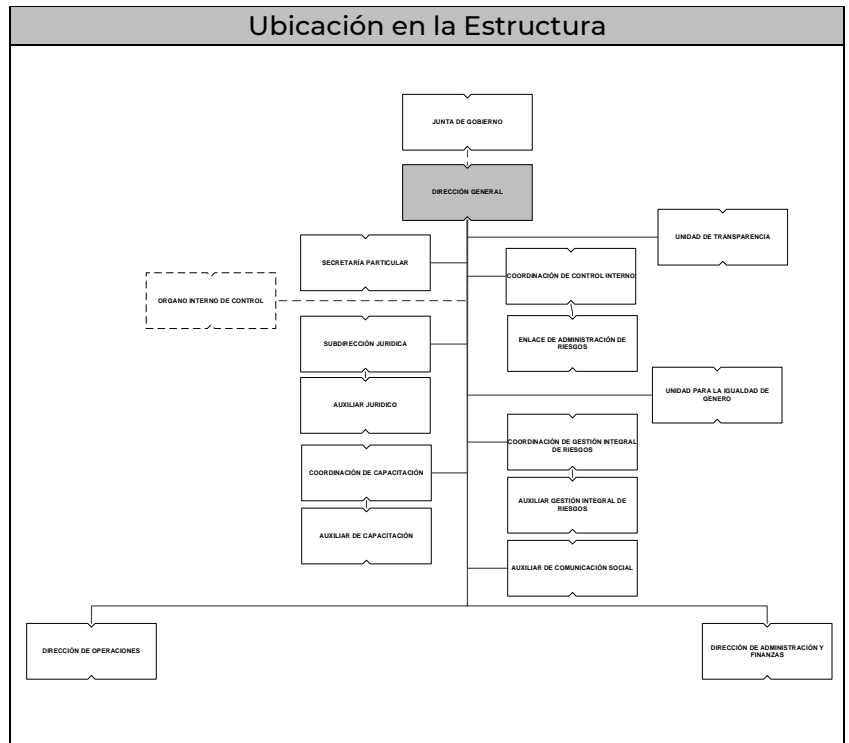 Ubicación en la Estructura
JUNTA DE GOBIERNO
DIRECCIÓN GENERAL
UNIDAD DE TRANSPARENCIA
SECRETARÍA PARTICULAR
COORDINACIÓN DE CONTROL INTERNO
ORGANO INTERNO DE CONTROL
SUBDIRECCIÓN JURIDICA
ENLACE DE ADMINISTRACIÓN DE
RIESGOS
UNIDAD PARA LA IGUALDAD DE
GENERO
AUXILIAR JURIDICO
COORDINACIÓN DE GESTIÓN INTEGRAL
DE RIESGOS
COORDINACIÓN DE CAPACITACIÓN
AUXILIAR GESTIÓN INTEGRAL DE
RIESGOS
AUXILIAR DE CAPACITACIÓN
AUXILIAR DE COMUNICACIÓN SOCIAL
DIRECCIÓN DE OPERACIONES
DIRECCIÓN DE ADMINISTRACIÓN Y
FINANZAS